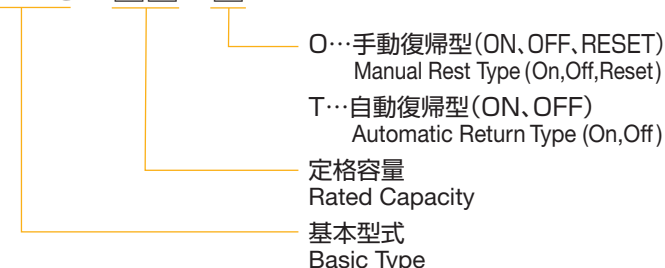 O…手動復帰型(ON、OFF、RESET)
Manual Rest Type (On,Off,Reset)
T…自動復帰型(ON、OFF)
Automatic Return Type (On,Off)
定格容量
Rated Capacity
基本型式
Basic Type